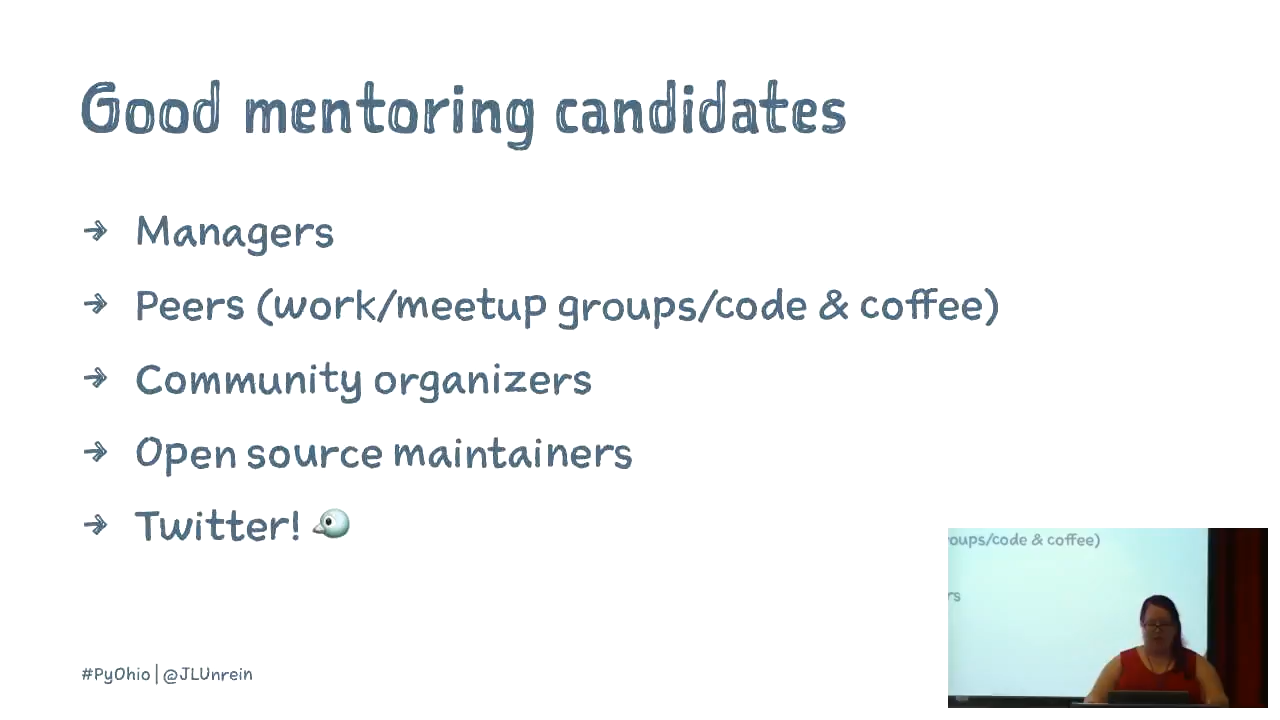 Good mentoring candidates
→ Managers
→ Peers (work/meetup groups/code & coffee)
→ Community organizers
→ Open source maintainers
→ Twitter! 🐦
#PyOhio | @JLUnrein
oups/code & coffee)
rs